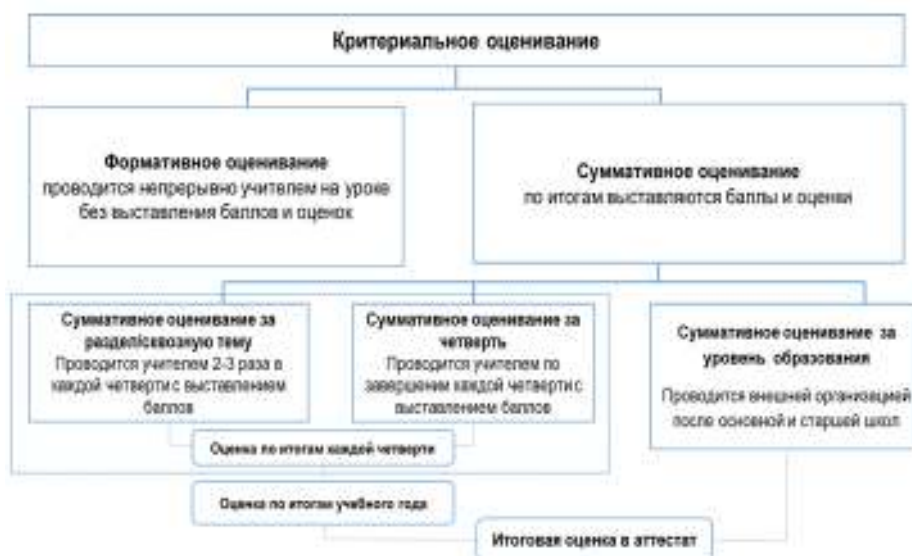 Критериальное оценивание
Формативное оценивание
проводится непрерывно учителем на уроке
без выставления баллов и оценок
Суммативное оценивание
по итогам выставляются баллы и оценки
Суммативное оценивание за
раздел/сквозную тему
Проводится учителем 2-3 раза в
каждой четверти с выставлением
баллов
Суммативное оценивание за
четверть
Проводится учителем по
завершении каждой четверти с
выставлением баллов
Суммативное оценивание за
уровень образования
Проводится внешней организацией
после основной и старшей школ
Оценка по итогам каждой четверти
Оценка по итогам учебного года
Итоговая оценка в аттестат